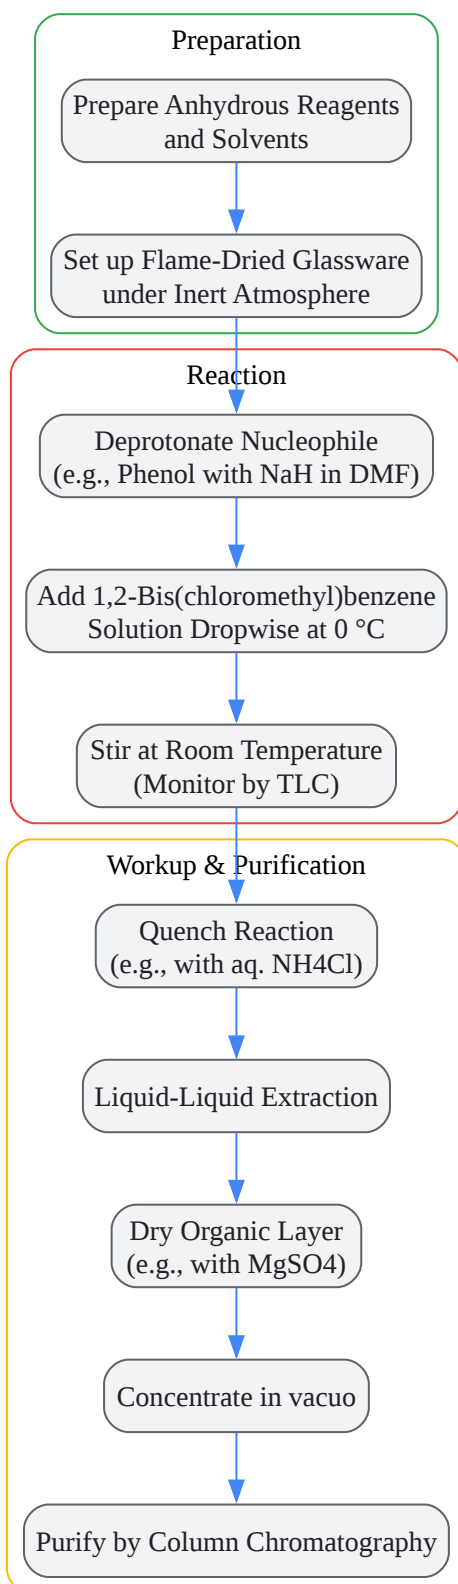 Preparation
Prepare Anhydrous Reagents
and Solvents
Set up Flame-Dried Glassware
under Inert Atmosphere
Reaction
Deprotonate Nucleophile
(e.g., Phenol with NaH in DMF)
Add 1,2-Bis(chloromethyl)benzene
Solution Dropwise at 0 °C
Stir at Room Temperature
(Monitor by TLC)
Workup & Purification
Quench Reaction
(e.g., with aq. NH4Cl)
Liquid-Liquid Extraction
Dry Organic Layer
(e.g., with MgSO4)
Concentrate in vacuo
Purify by Column Chromatography